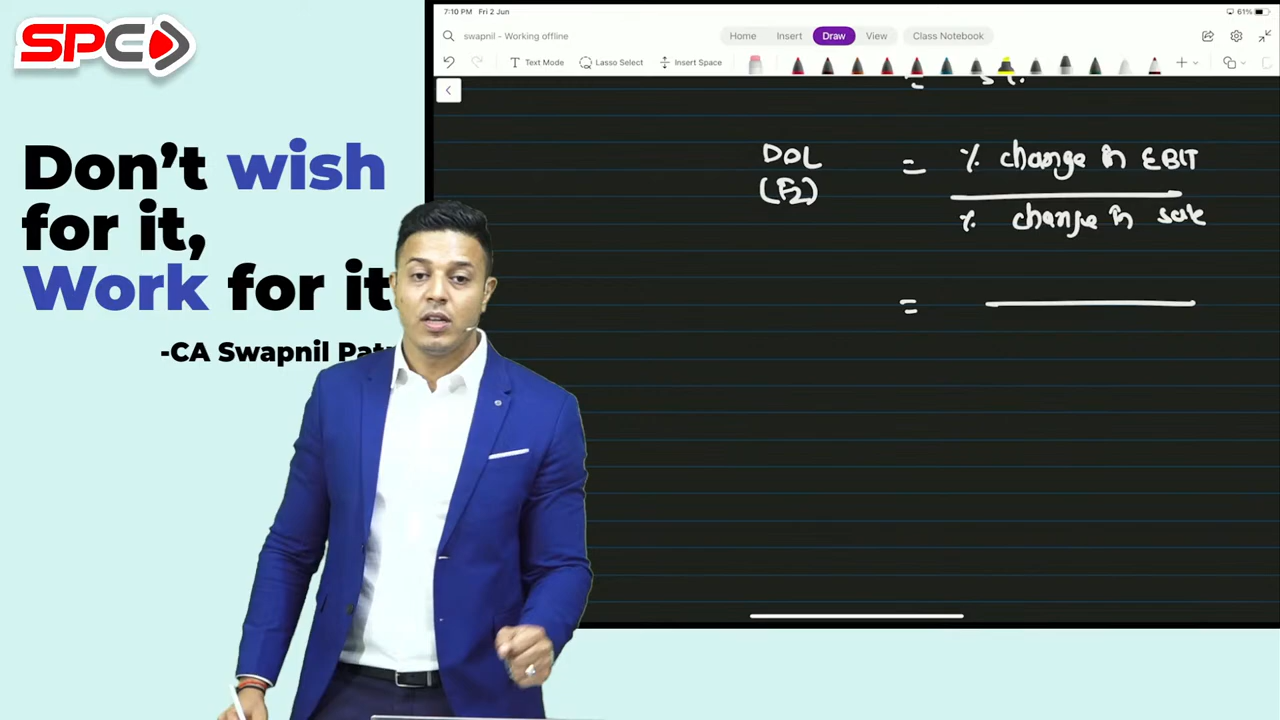 SPC
Don't wish
for it,
Work for it
-CA Swapnil Pat
7:10 PM Fri 2 Jun
61%
swapnil - Working offline
Home Insert Draw View Class Notebook
Text Mode Lasso Select Insert Space
DOL = % change in EBIT
(F2) % change in sale
=